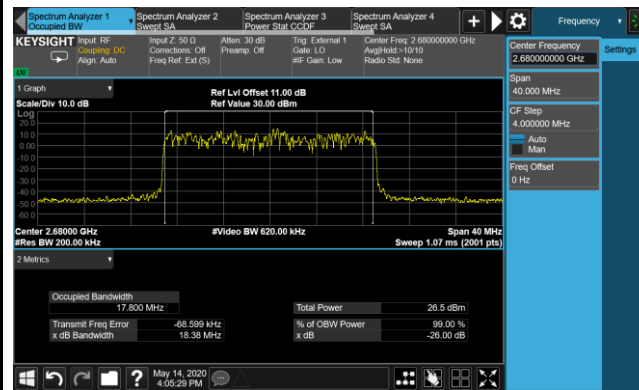 Spectrum Analyzer 1
Occupied BW
Spectrum Analyzer 2
Swept SA
Spectrum Analyzer 3
Power Stat CCDF
Spectrum Analyzer 4
Swept SA
Frequency
KEYSIGHT
Input: RF
Coupling: DC
Align: Auto
Input Z: 50 Ω
Corrections: Off
Freq Ref: Ext (S)
Atten: 30 dB
Preamp: Off
Trig: External 1
Gate: LO
#IF Gain: Low
Center Freq: 2.680000000 GHz
Avg|Hold:>10/10
Radio Std: None
Center Frequency
2.680000000 GHz
Settings
Span
40.000 MHz
CF Step
4.000000 MHz
Auto
Man
Freq Offset
0 Hz
1 Graph
Scale/Div 10.0 dB
Ref Lvl Offset 11.00 dB
Ref Value 30.00 dBm
Log
20.0
10.0
0.00
-10.0
-20.0
-30.0
-40.0
-50.0
-60.0
Center 2.68000 GHz
#Res BW 200.00 kHz
#Video BW 620.00 kHz
Span 40 MHz
Sweep 1.07 ms (2001 pts)
2 Metrics
Occupied Bandwidth
17.800 MHz
Total Power 26.5 dBm
Transmit Freq Error -68.599 kHz
% of OBW Power 99.00 %
x dB Bandwidth 18.38 MHz
x dB -26.00 dB
May 14, 2020
4:05:29 PM